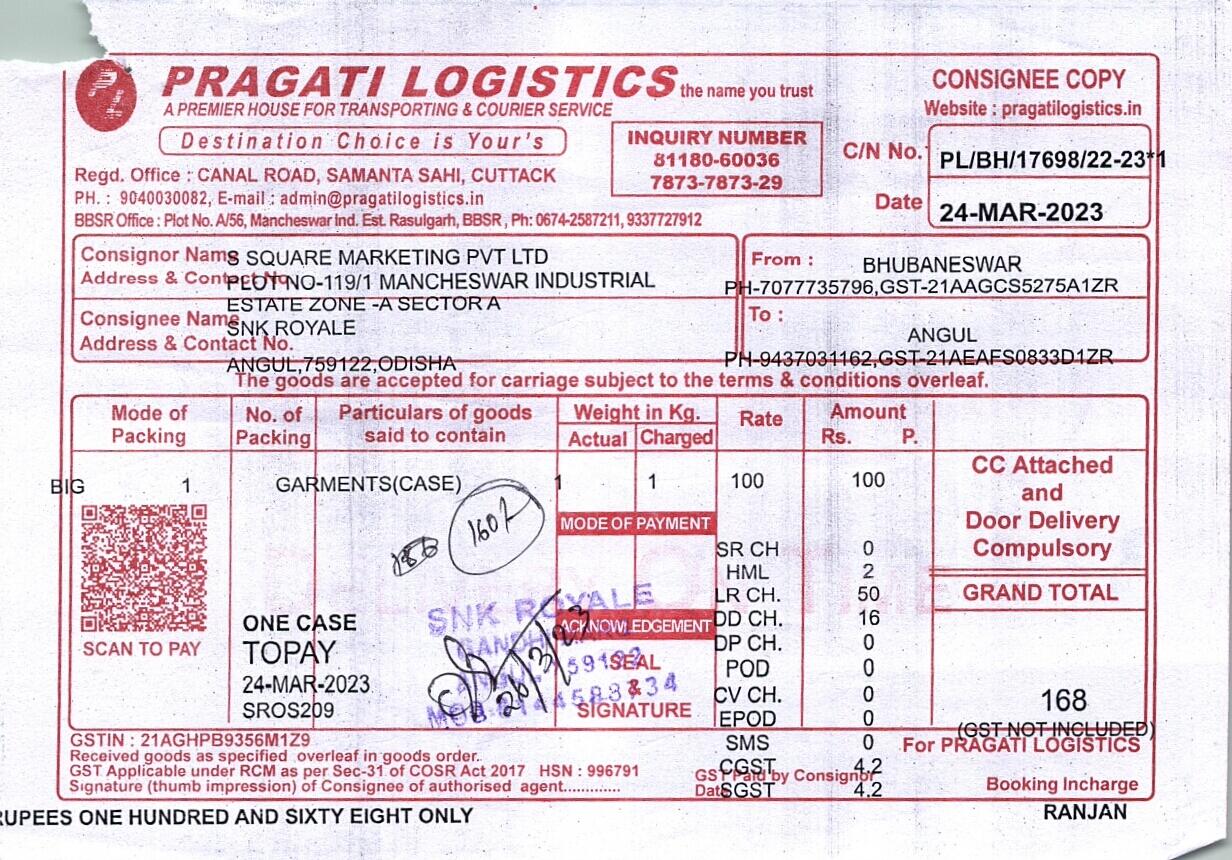 PRAGATI LOGISTICS the name you trust
A PREMIER HOUSE FOR TRANSPORTING & COURIER SERVICE
Destination Choice is Your's
Regd. Office : CANAL ROAD, SAMANTA SAHI, CUTTACK
PH. : 9040030082, E-mail : admin@pragatilogistics.in
BBSR Office : Plot No. A/56, Mancheswar Ind. Est. Rasulgarh, BBSR , Ph: 0674-2587211, 9337727912
INQUIRY NUMBER
81180-60036
7873-7873-29
CONSIGNEE COPY
Website : pragatilogistics.in
C/N No. PL/BH/17698/22-23*1
Date 24-MAR-2023
Consignor Name S SQUARE MARKETING PVT LTD
Address & Contact No. PLOT NO-119/1 MANCHESWAR INDUSTRIAL
ESTATE ZONE -A SECTOR A
Consignee Name SNK ROYALE
Address & Contact No.
ANGUL,759122,ODISHA
From : BHUBANESWAR
PH-7077735796,GST-21AAGCS5275A1ZR
To :
ANGUL
PH-9437031162,GST-21AEAFS0833D1ZR
The goods are accepted for carriage subject to the terms & conditions overleaf.
Mode of Packing No. of Packing Particulars of goods said to contain Weight in Kg. Actual Charged Rate Amount Rs. P.
BIG 1 GARMENTS(CASE) 1 1 100 100
160/-
MODE OF PAYMENT
SR CH 0
HML 2
LR CH. 50
DD CH. 16
DP CH. 0
POD 0
CV CH. 0
EPOD 0
SMS 0
CGST 4.2
SGST 4.2
CC Attached
and
Door Delivery
Compulsory
GRAND TOTAL
168
(GST NOT INCLUDED)
SCAN TO PAY
ONE CASE
TOPAY
24-MAR-2023
SROS209
SNK ROYALE
26/3/23
ACKNOWLEDGEMENT
SEAL
&
SIGNATURE
GSTIN : 21AGHPB9356M1Z9
Received goods as specified overleaf in goods order..
GST Applicable under RCM as per Sec-31 of COSR Act 2017 HSN : 996791
Signature (thumb impression) of Consignee of authorised agent.............
GST Paid by Consignor
Date
For PRAGATI LOGISTICS
Booking Incharge
RANJAN
RUPEES ONE HUNDRED AND SIXTY EIGHT ONLY